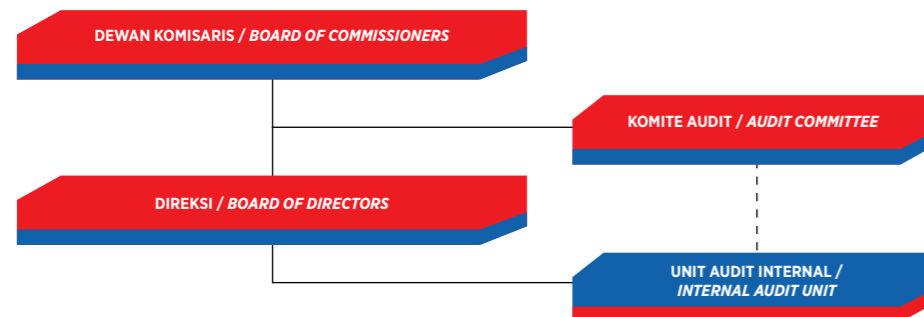 DEWAN KOMISARIS / BOARD OF COMMISSIONERS
KOMITE AUDIT / AUDIT COMMITTEE
DIREKSI / BOARD OF DIRECTORS
UNIT AUDIT INTERNAL /
INTERNAL AUDIT UNIT